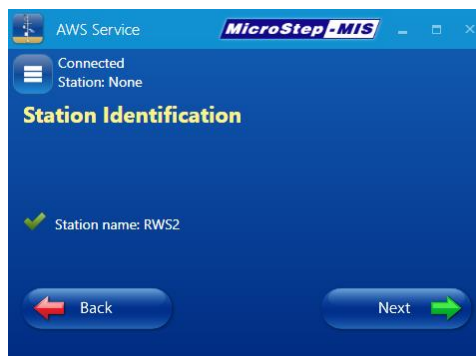 AWS Service
MicroStep-MIS
Connected
Station: None
Station Identification
Station name: RWS2
Back
Next